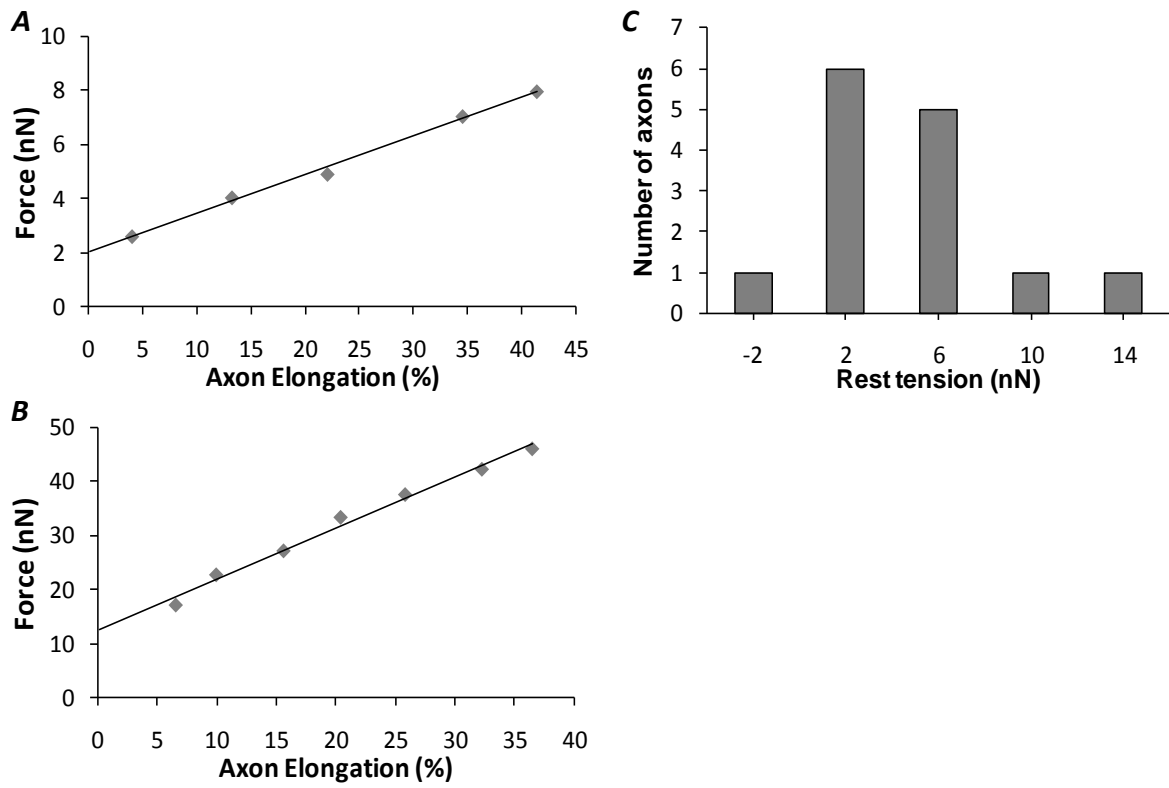 A
10
8
6
4
2
0
Force (nN)
0 5 10 15 20 25 30 35 40 45
Axon Elongation (%)
B
50
40
30
20
10
0
Force (nN)
0 5 10 15 20 25 30 35 40
Axon Elongation (%)
C
7
6
5
4
3
2
1
0
Number of axons
-2 2 6 10 14
Rest tension (nN)